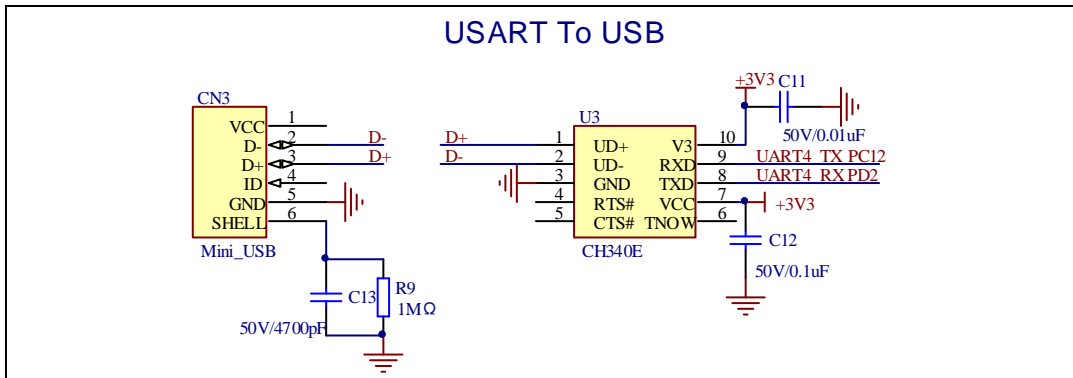 USART To USB
CN3
VCC 1
D- 2
D+ 3
ID 4
GND 5
SHELL 6
Mini_USB
D-
D+
C13
50V/4700pF
R9
1MΩ
D+
D-
U3
1 UD+ V3 10
2 UD- RXD 9
3 GND TXD 8
4 RTS# VCC 7
5 CTS# TNOW 6
CH340E
+3V3
C11
50V/0.01uF
UART4_TX PC12
UART4_RX PD2
+3V3
C12
50V/0.1uF